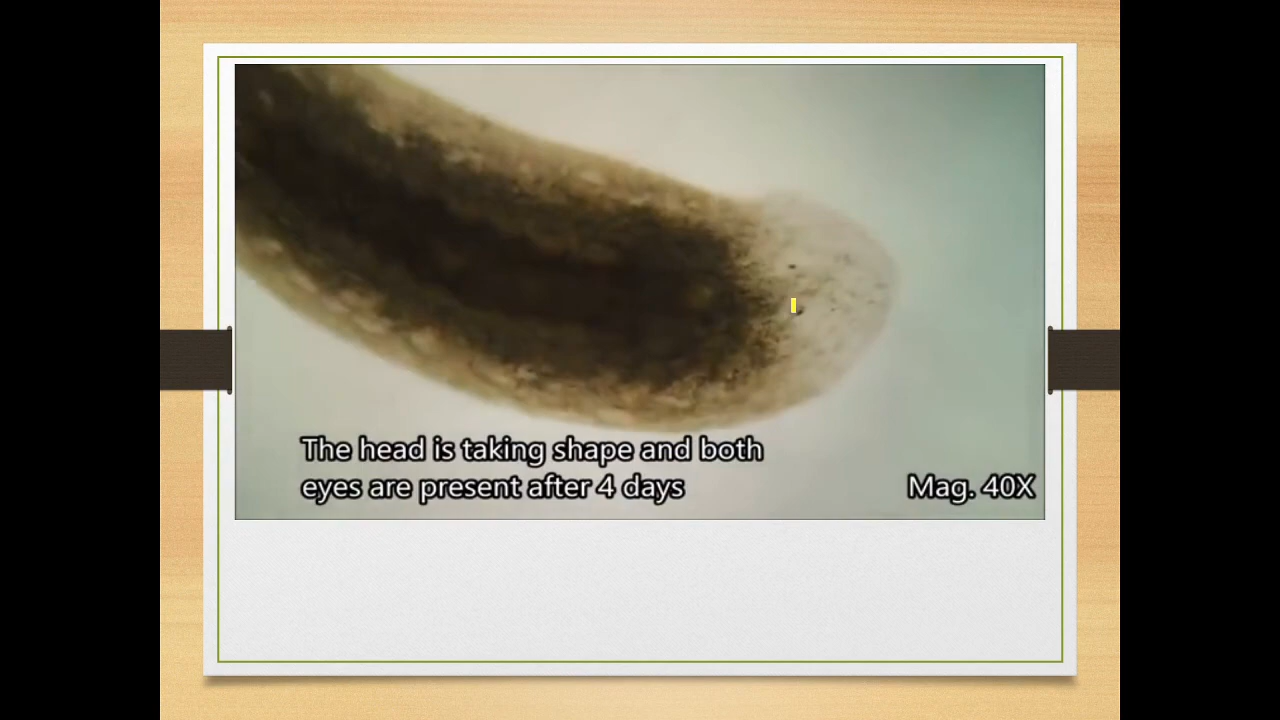 The head is taking shape and both
eyes are present after 4 days
Mag. 40X